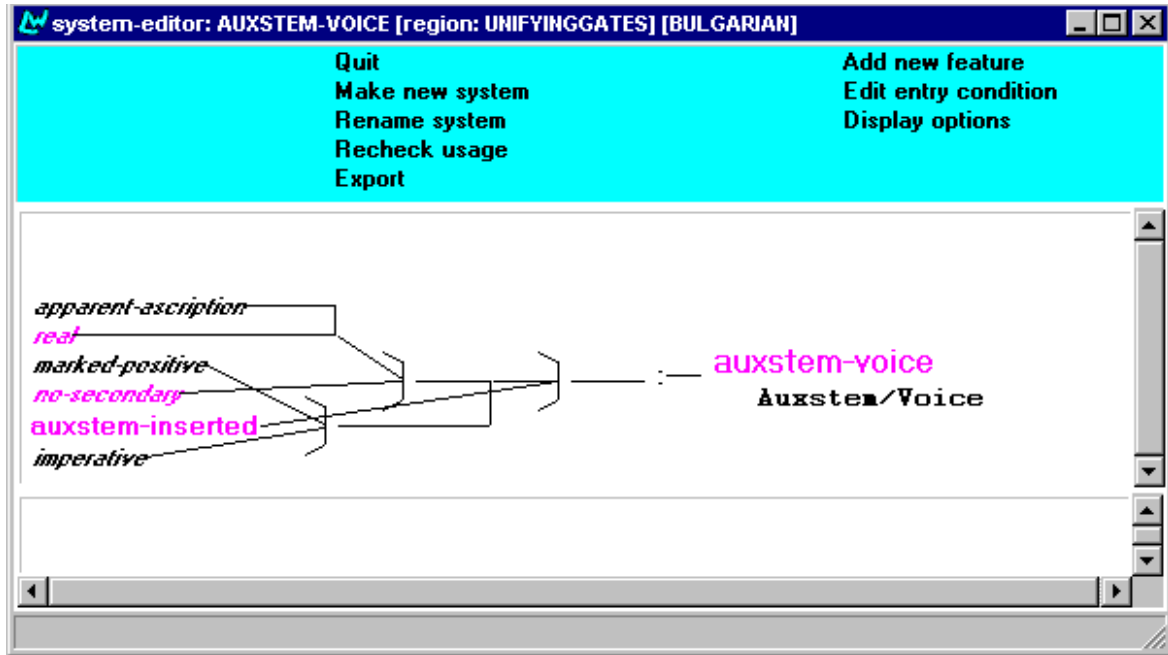 system-editor: AUXSTEM-VOICE [region: UNIFYINGGATES] [BULGARIAN]
Quit
Make new system
Rename system
Recheck usage
Export
Add new feature
Edit entry condition
Display options
apparent-ascription
real
marked-positive
no-secondary
auxstem-inserted
imperative
: auxstem-voice
Auxstem/Voice